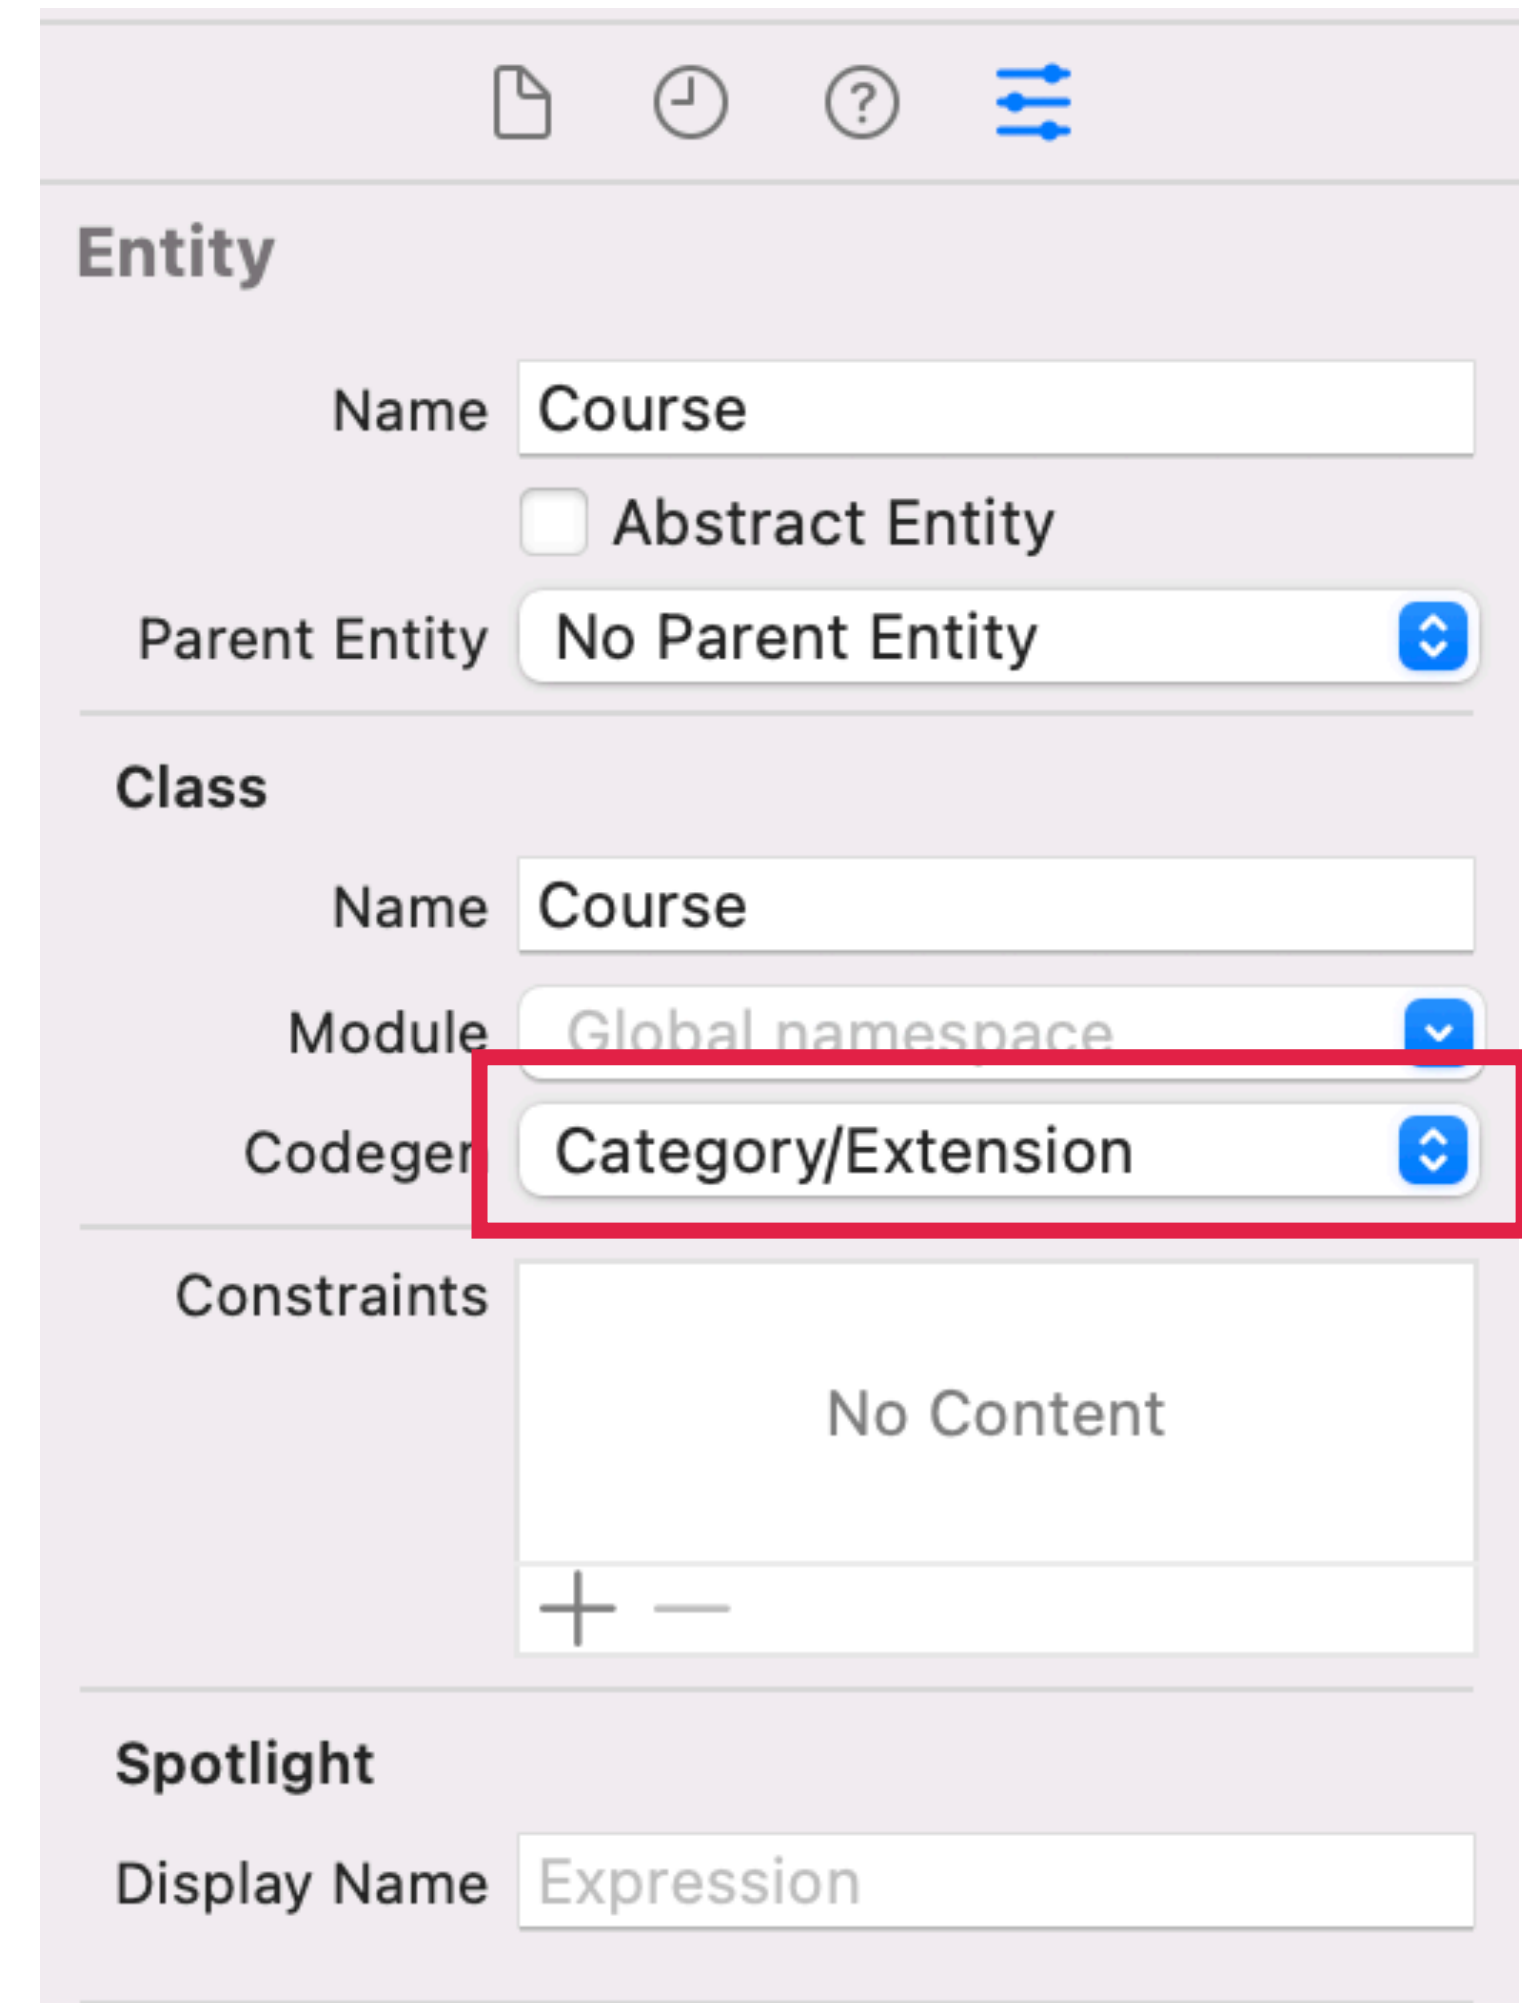 Entity
Name Course
Abstract Entity
Parent Entity No Parent Entity
Class
Name Course
Module Global namespace
Codegen Category/Extension
Constraints
No Content
Spotlight
Display Name Expression